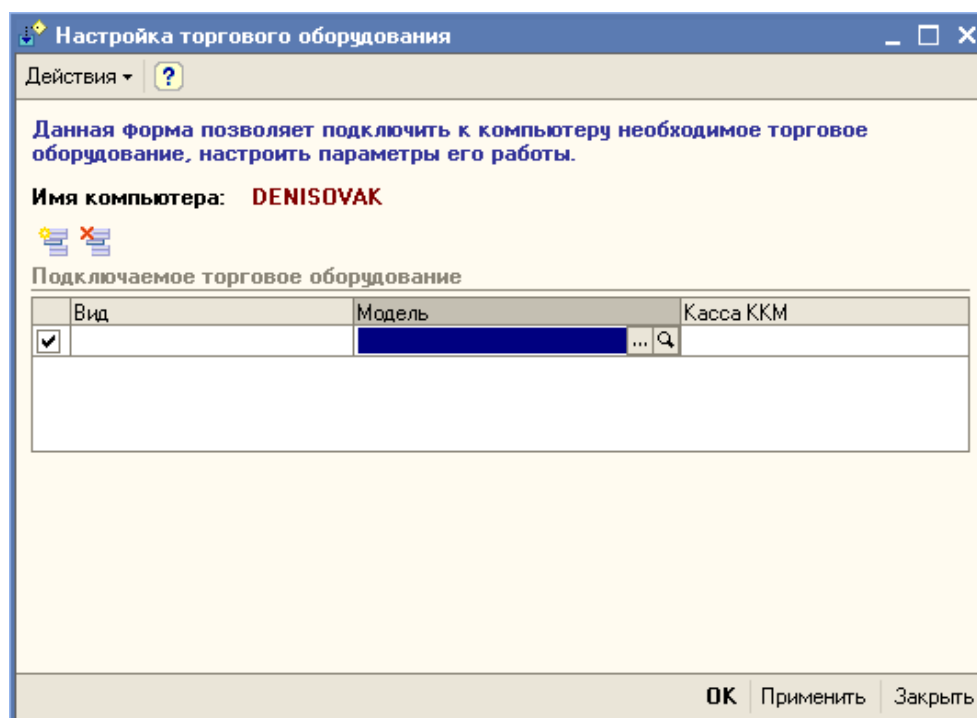 Настройка торгового оборудования
Действия ?
Данная форма позволяет подключить к компьютеру необходимое торговое
оборудование, настроить параметры его работы.
Имя компьютера: DENISOVAK
Подключаемое торговое оборудование
Вид Модель Касса ККМ
...
OK Применить Закрыть